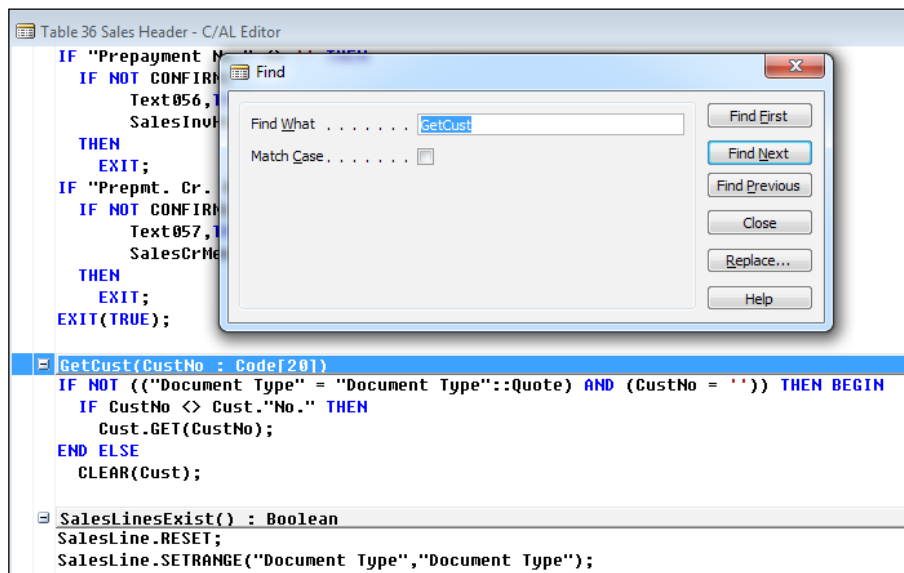 Table 36 Sales Header - C/AL Editor
IF "Prepayment
IF NOT CONFIRM
Text056,
SalesInvH
THEN
EXIT;
IF "Prepmt. Cr.
IF NOT CONFIRM
Text057,
SalesCrMe
THEN
EXIT;
EXIT(TRUE);
Find
Find What . . . . . . . GetCust
Match Case . . . . . . .
Find First
Find Next
Find Previous
Close
Replace...
Help
GetCust(CustNo : Code[20])
IF NOT (("Document Type" = "Document Type"::Quote) AND (CustNo = '')) THEN BEGIN
IF CustNo <> Cust."No." THEN
Cust.GET(CustNo);
END ELSE
CLEAR(Cust);
SalesLinesExist() : Boolean
SalesLine.RESET;
SalesLine.SETRANGE("Document Type","Document Type");